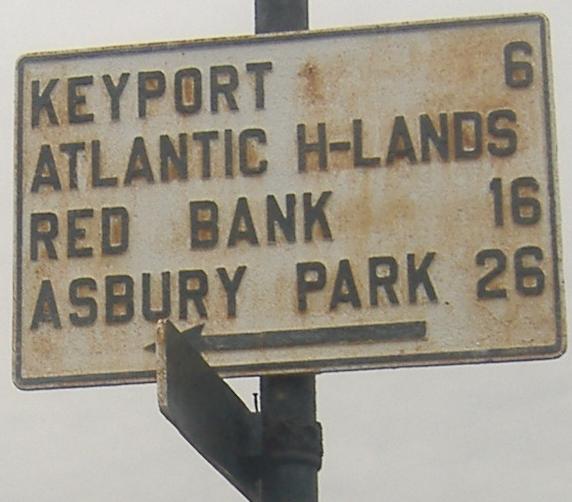 KEYPORT 6
ATLANTIC H-LANDS
RED BANK 16
ASBURY PARK 26